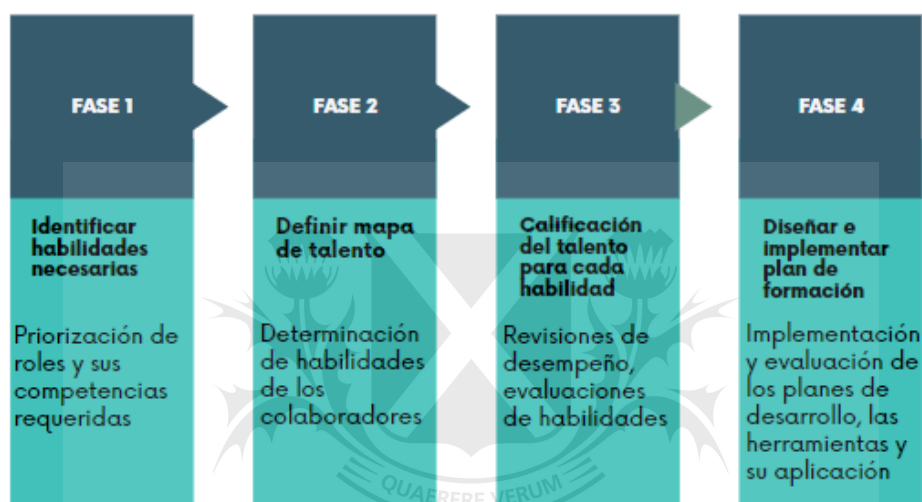 FASE 1
Identificar
habilidades
necesarias
Priorización de
roles y sus
competencias
requeridas
FASE 2
Definir mapa
de talento
Determinación
de habilidades
de los
colaboradores
FASE 3
Calificación
del talento
para cada
habilidad
Revisiones de
desempeño,
evaluaciones
de habilidades
FASE 4
Diseñar e
implementar
plan de
formación
Implementación
y evaluación de
los planes de
desarrollo, las
herramientas y
su aplicación
QUAERERE VERUM